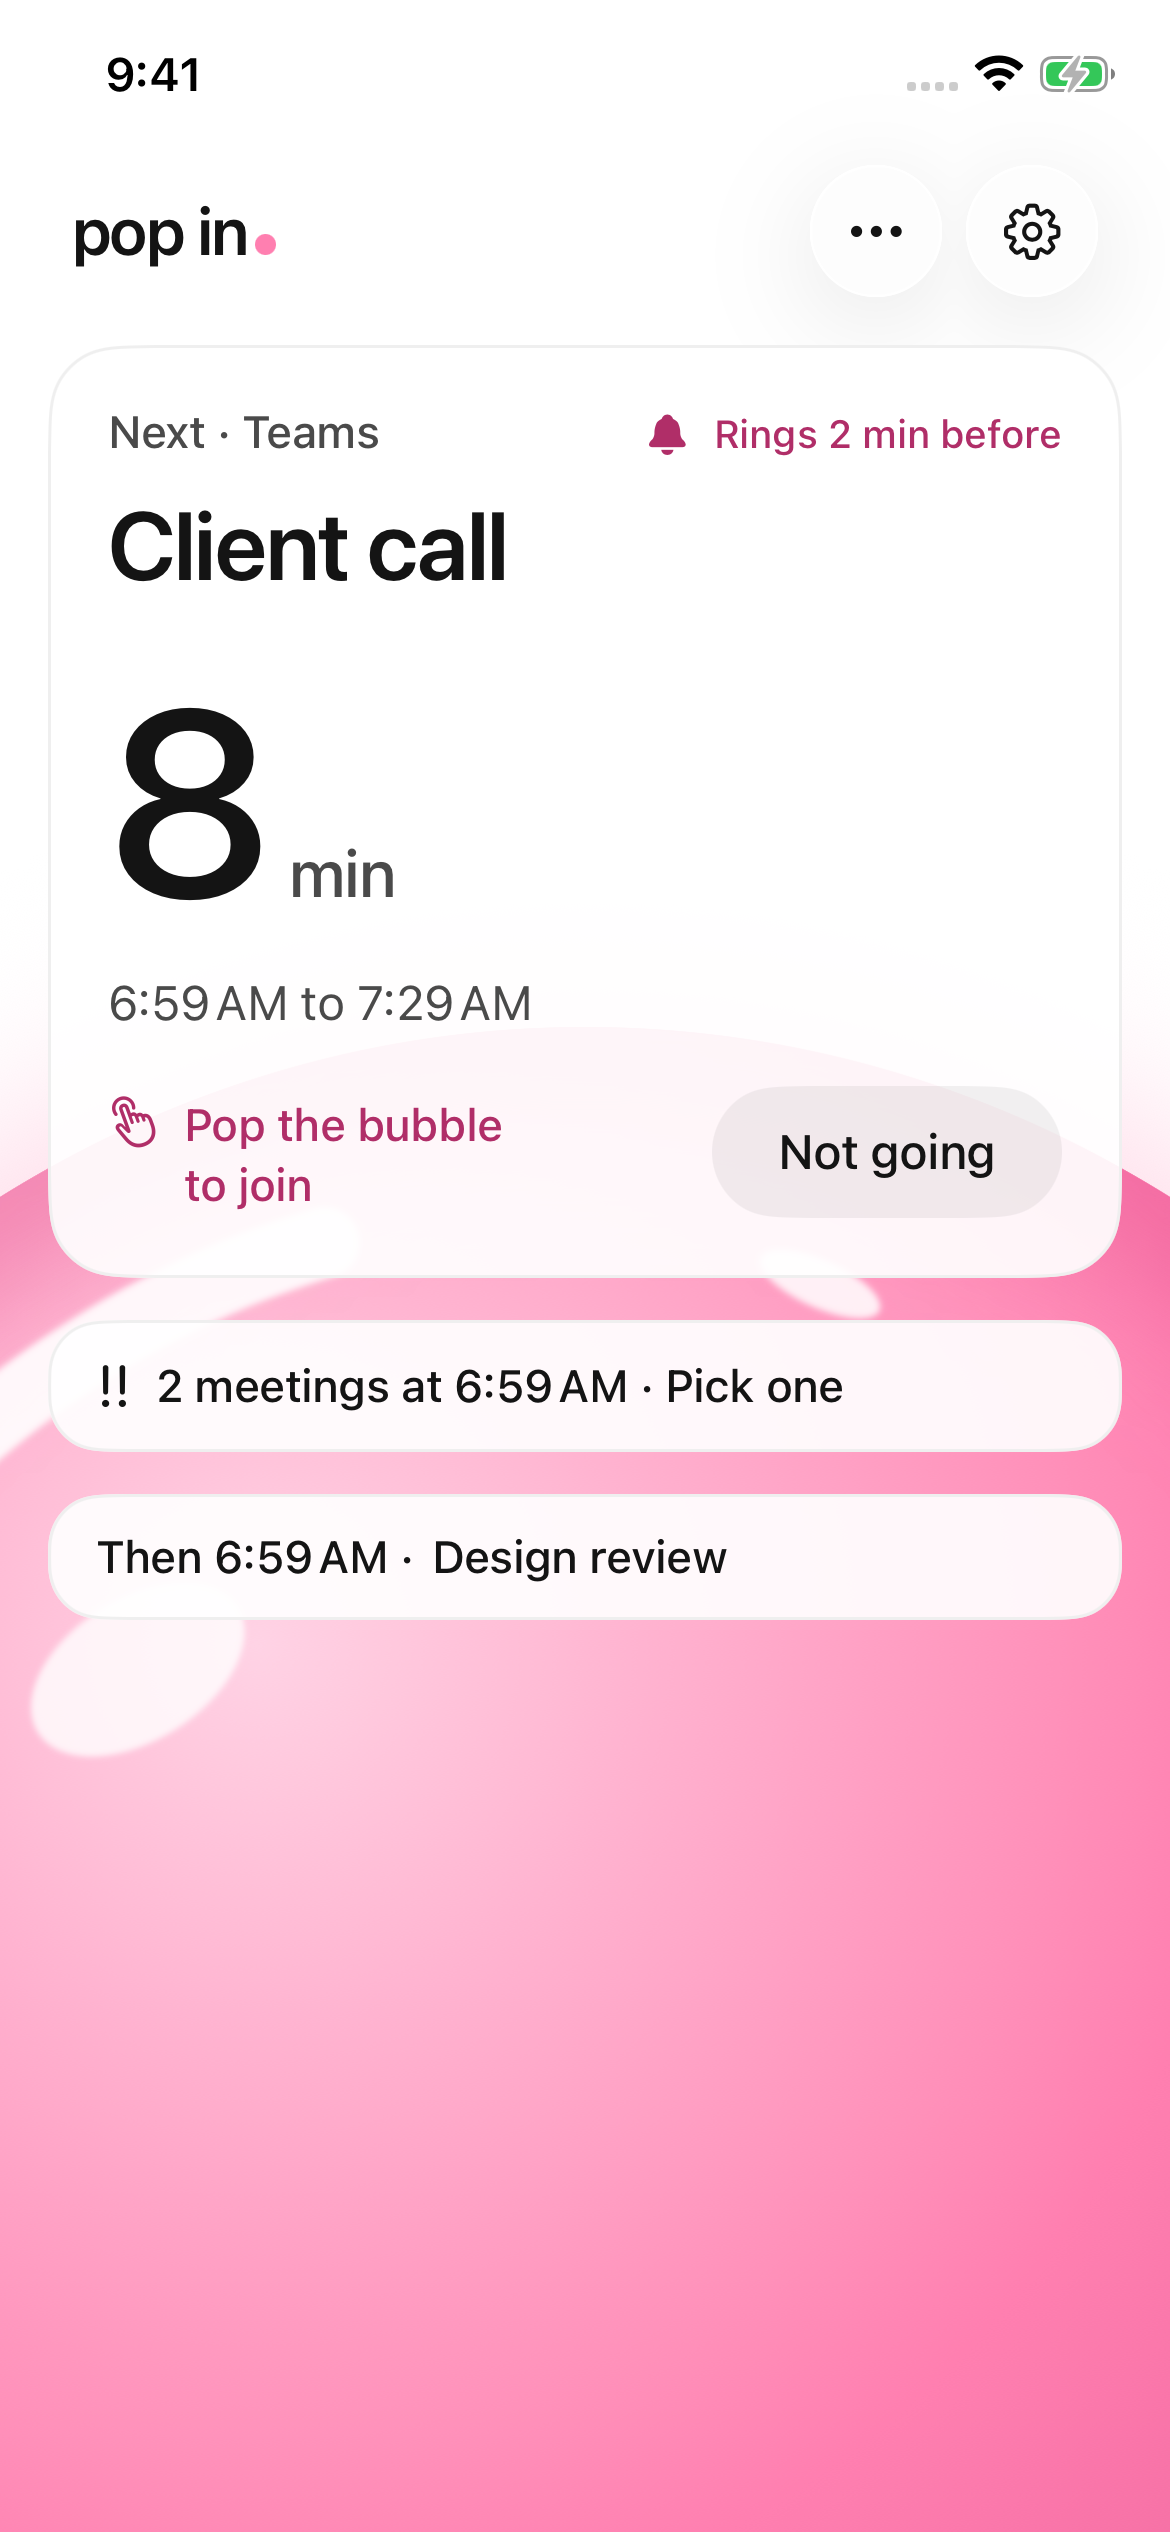 9:41
pop in
Next · Teams
Rings 2 min before
Client call
8 min
6:59 AM to 7:29 AM
Pop the bubble
to join
Not going
!! 2 meetings at 6:59 AM · Pick one
Then 6:59 AM · Design review